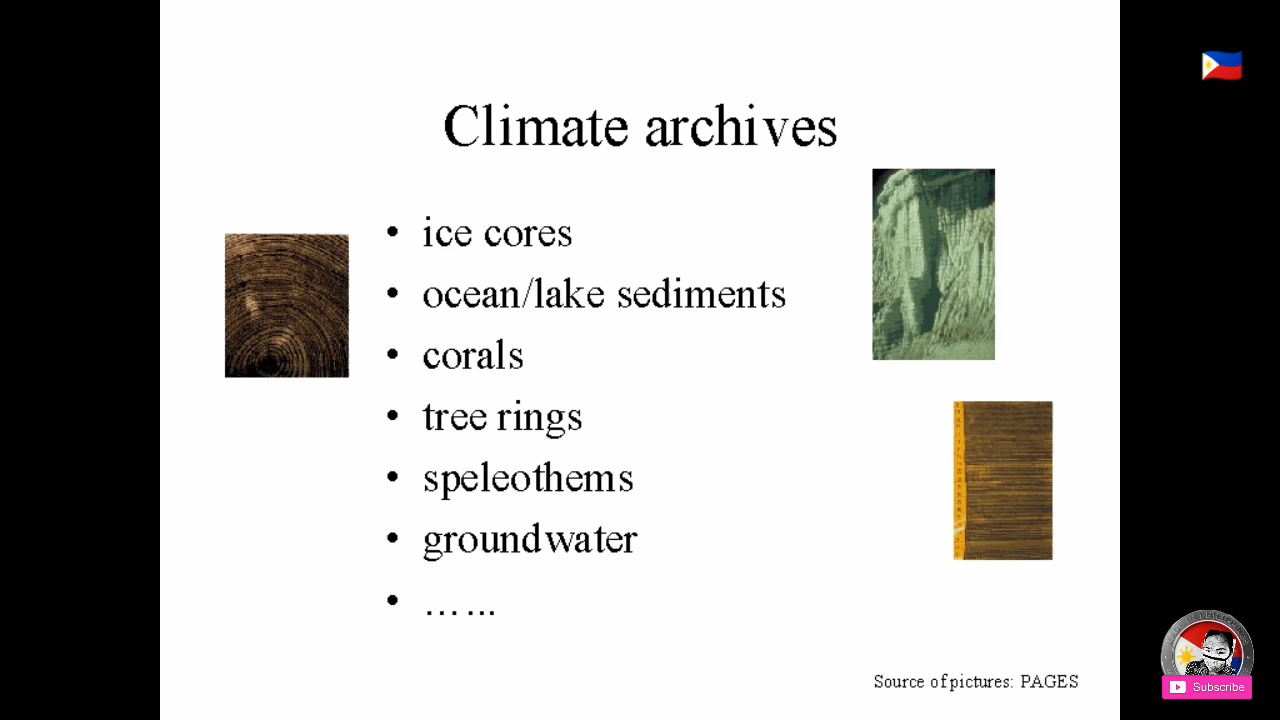 Climate archives
• ice cores
• ocean/lake sediments
• corals
• tree rings
• speleothems
• groundwater
• …...
Source of pictures: PAGES
Subscribe